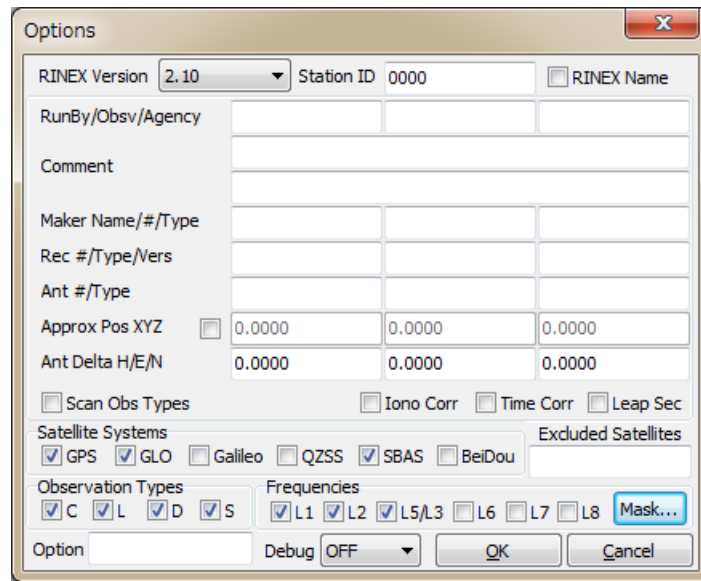 Options
RINEX Version 2.10 Station ID 0000 RINEX Name
RunBy/Obsv/Agency
Comment
Maker Name/#/Type
Rec #/Type/Vers
Ant #/Type
Approx Pos XYZ 0.0000 0.0000 0.0000
Ant Delta H/E/N 0.0000 0.0000 0.0000
Scan Obs Types Iono Corr Time Corr Leap Sec
Satellite Systems Excluded Satellites
GPS GLO Galileo QZSS SBAS BeiDou
Observation Types Frequencies
C L D S L1 L2 L5/L3 L6 L7 L8 Mask...
Option Debug OFF OK Cancel